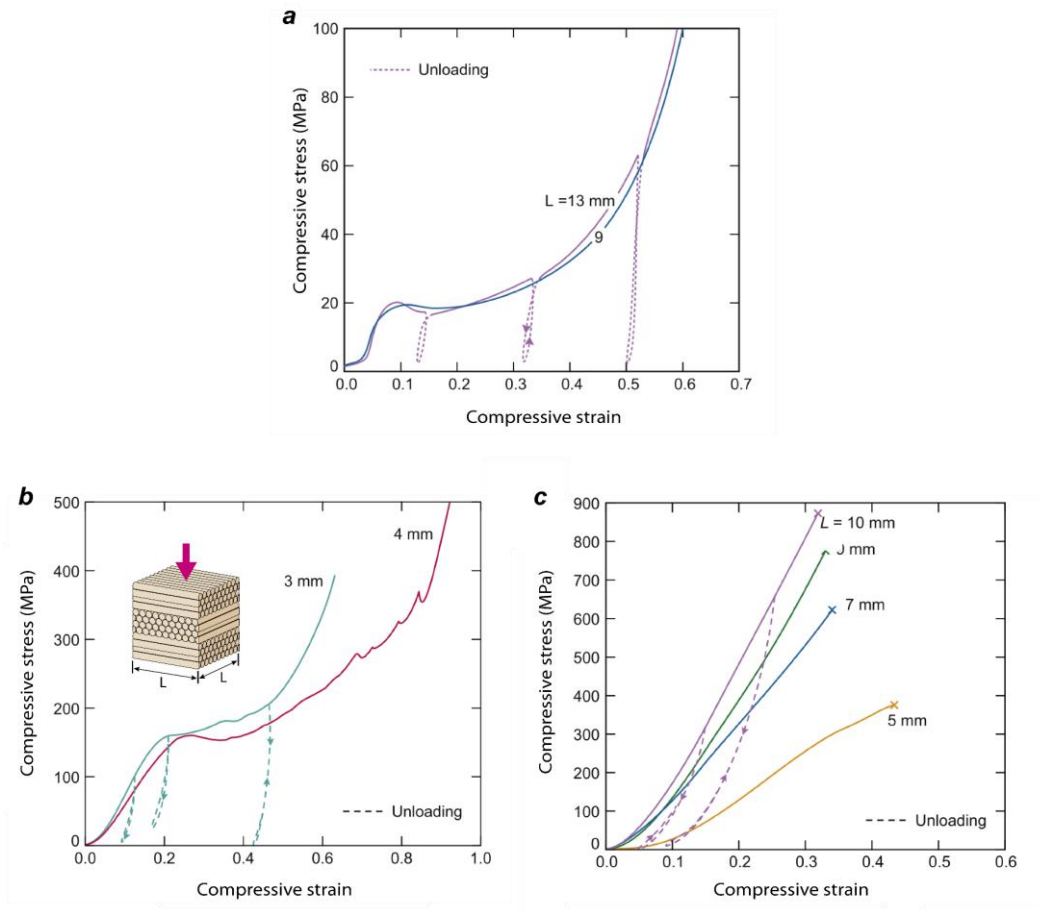 a
100
80
60
40
20
0
Compressive stress (MPa)
Unloading
L =13 mm
9
0.0 0.1 0.2 0.3 0.4 0.5 0.6 0.7
Compressive strain
b
500
400
300
200
100
0
Compressive stress (MPa)
4 mm
3 mm
L L
Unloading
0.0 0.2 0.4 0.6 0.8 1.0
Compressive strain
c
900
800
700
600
500
400
300
200
100
0
Compressive stress (MPa)
L = 10 mm
mm
7 mm
5 mm
Unloading
0.0 0.1 0.2 0.3 0.4 0.5 0.6
Compressive strain